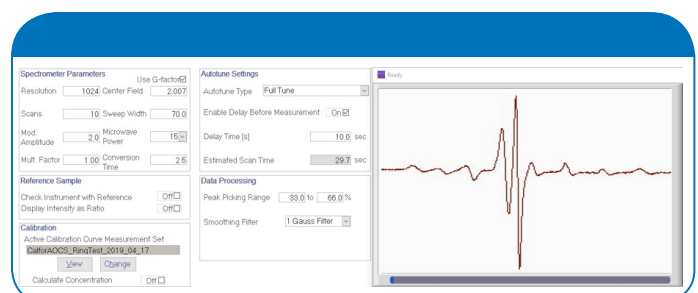 Spectrometer Parameters
Use G-factor
Resolution 1024 Center Field 2.007
Scans 10 Sweep Width 70.0
Mod. Amplitude 2.0 Microwave Power 15
Mult. Factor 1.00 Conversion Time 2.5
Reference Sample
Check Instrument with Reference Off
Display Intensity as Ratio Off
Calibration
Active Calibration Curve Measurement Set
CalforAOCS_RingTest_2019_04_17
View Change
Calculate Concentration Off
Autotune Settings
Autotune Type Full Tune
Enable Delay Before Measurement On
Delay Time [s] 10.0 sec
Estimated Scan Time 29.7 sec
Data Processing
Peak Picking Range 33.0 to 66.0 %
Smoothing Filter 1 Gauss Filter
Ready